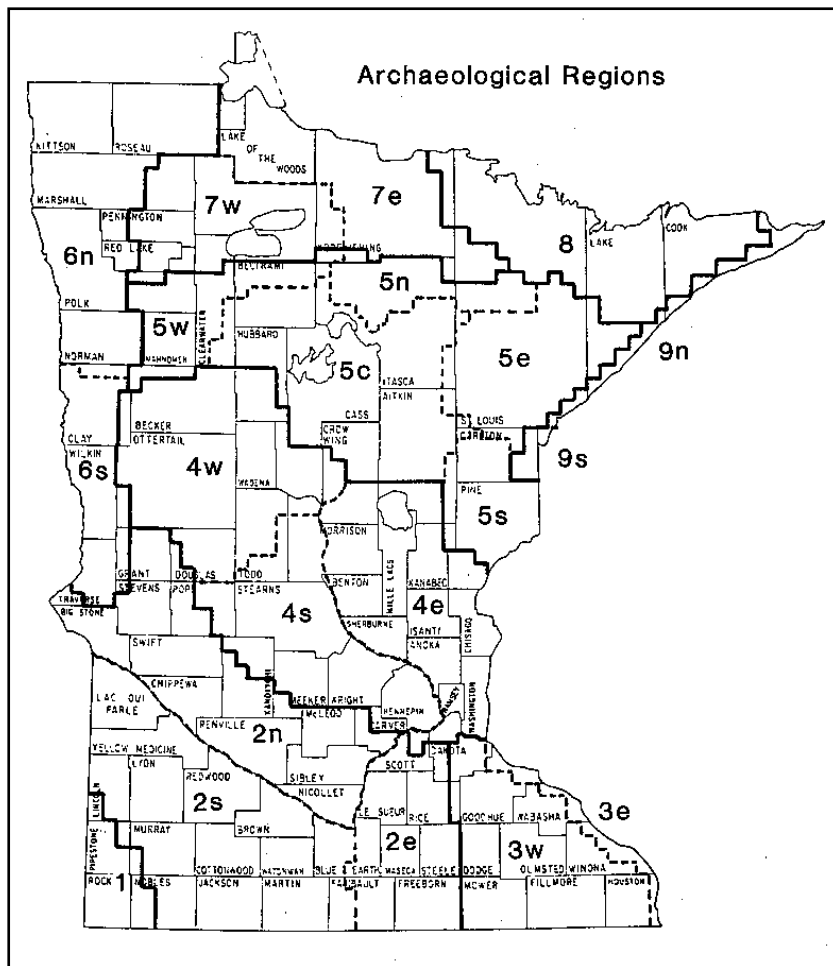 Archaeological Regions
KITTSON
ROSEAU
LAKE
OF THE
WOODS
MARSHALL
7w
7e
PENNINGTON
8
LAKE
COOK
RED LAKE
6n
BELTRAMI
5n
POLK
5w
CLEARWATER
HUBBARD
9n
NORMAN
MAHNOMEN
5c
5e
ITASCA
AITKIN
BECKER
CASS
ST. LOUIS
CLAY
OTTERTAIL
CROW
WING
CARLTON
WILKIN
9s
6s
4w
WADENA
PINE
5s
MORRISON
MILLE LACS
GRANT
DOUGLAS
TODD
BENTON
KANABEC
STEVENS
POPE
STEARNS
TRAVERSE
4s
4e
BIG STONE
SHERBURNE
ISANTI
CHISAGO
ANOKA
SWIFT
KANDIYOHI
CHIPPEWA
MEEKER
WRIGHT
HENNEPIN
RAMSEY
WASHINGTON
LAC QUI
PARLE
McLEOD
CARVER
RENVILLE
2n
DAKOTA
YELLOW MEDICINE
SCOTT
LYON
REDWOOD
SIBLEY
NICOLLET
LINCOLN
2s
LE SUEUR
RICE
GOODHUE
WABASHA
3e
PIPESTONE
MURRAY
BROWN
2e
3w
COTTONWOOD
WATONWAN
BLUE EARTH
WASECA
STEELE
DODGE
OLMSTED
WINONA
ROCK
1
NOBLES
JACKSON
MARTIN
FARIBAULT
FREEBORN
MOWER
FILLMORE
HOUSTON